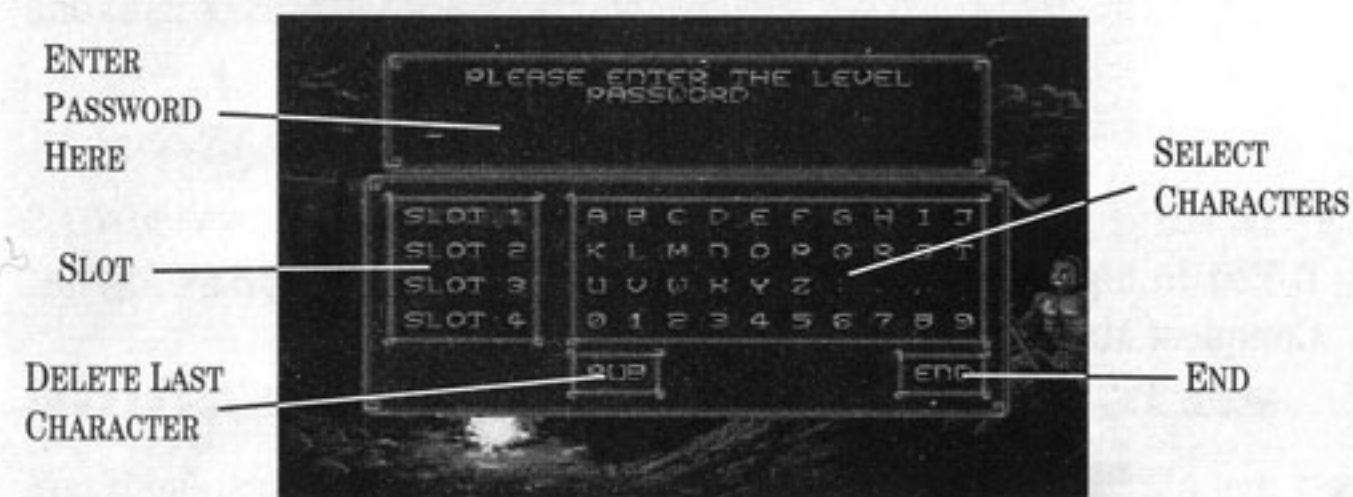 ENTER
PASSWORD
HERE
SLOT
DELETE LAST
CHARACTER
PLEASE ENTER THE LEVEL
PASSWORD
SLOT 1
SLOT 2
SLOT 3
SLOT 4
A B C D E F G H I J
K L M N O P Q R S T
U V W X Y Z
0 1 2 3 4 5 6 7 8 9
RUB
END
SELECT
CHARACTERS
END